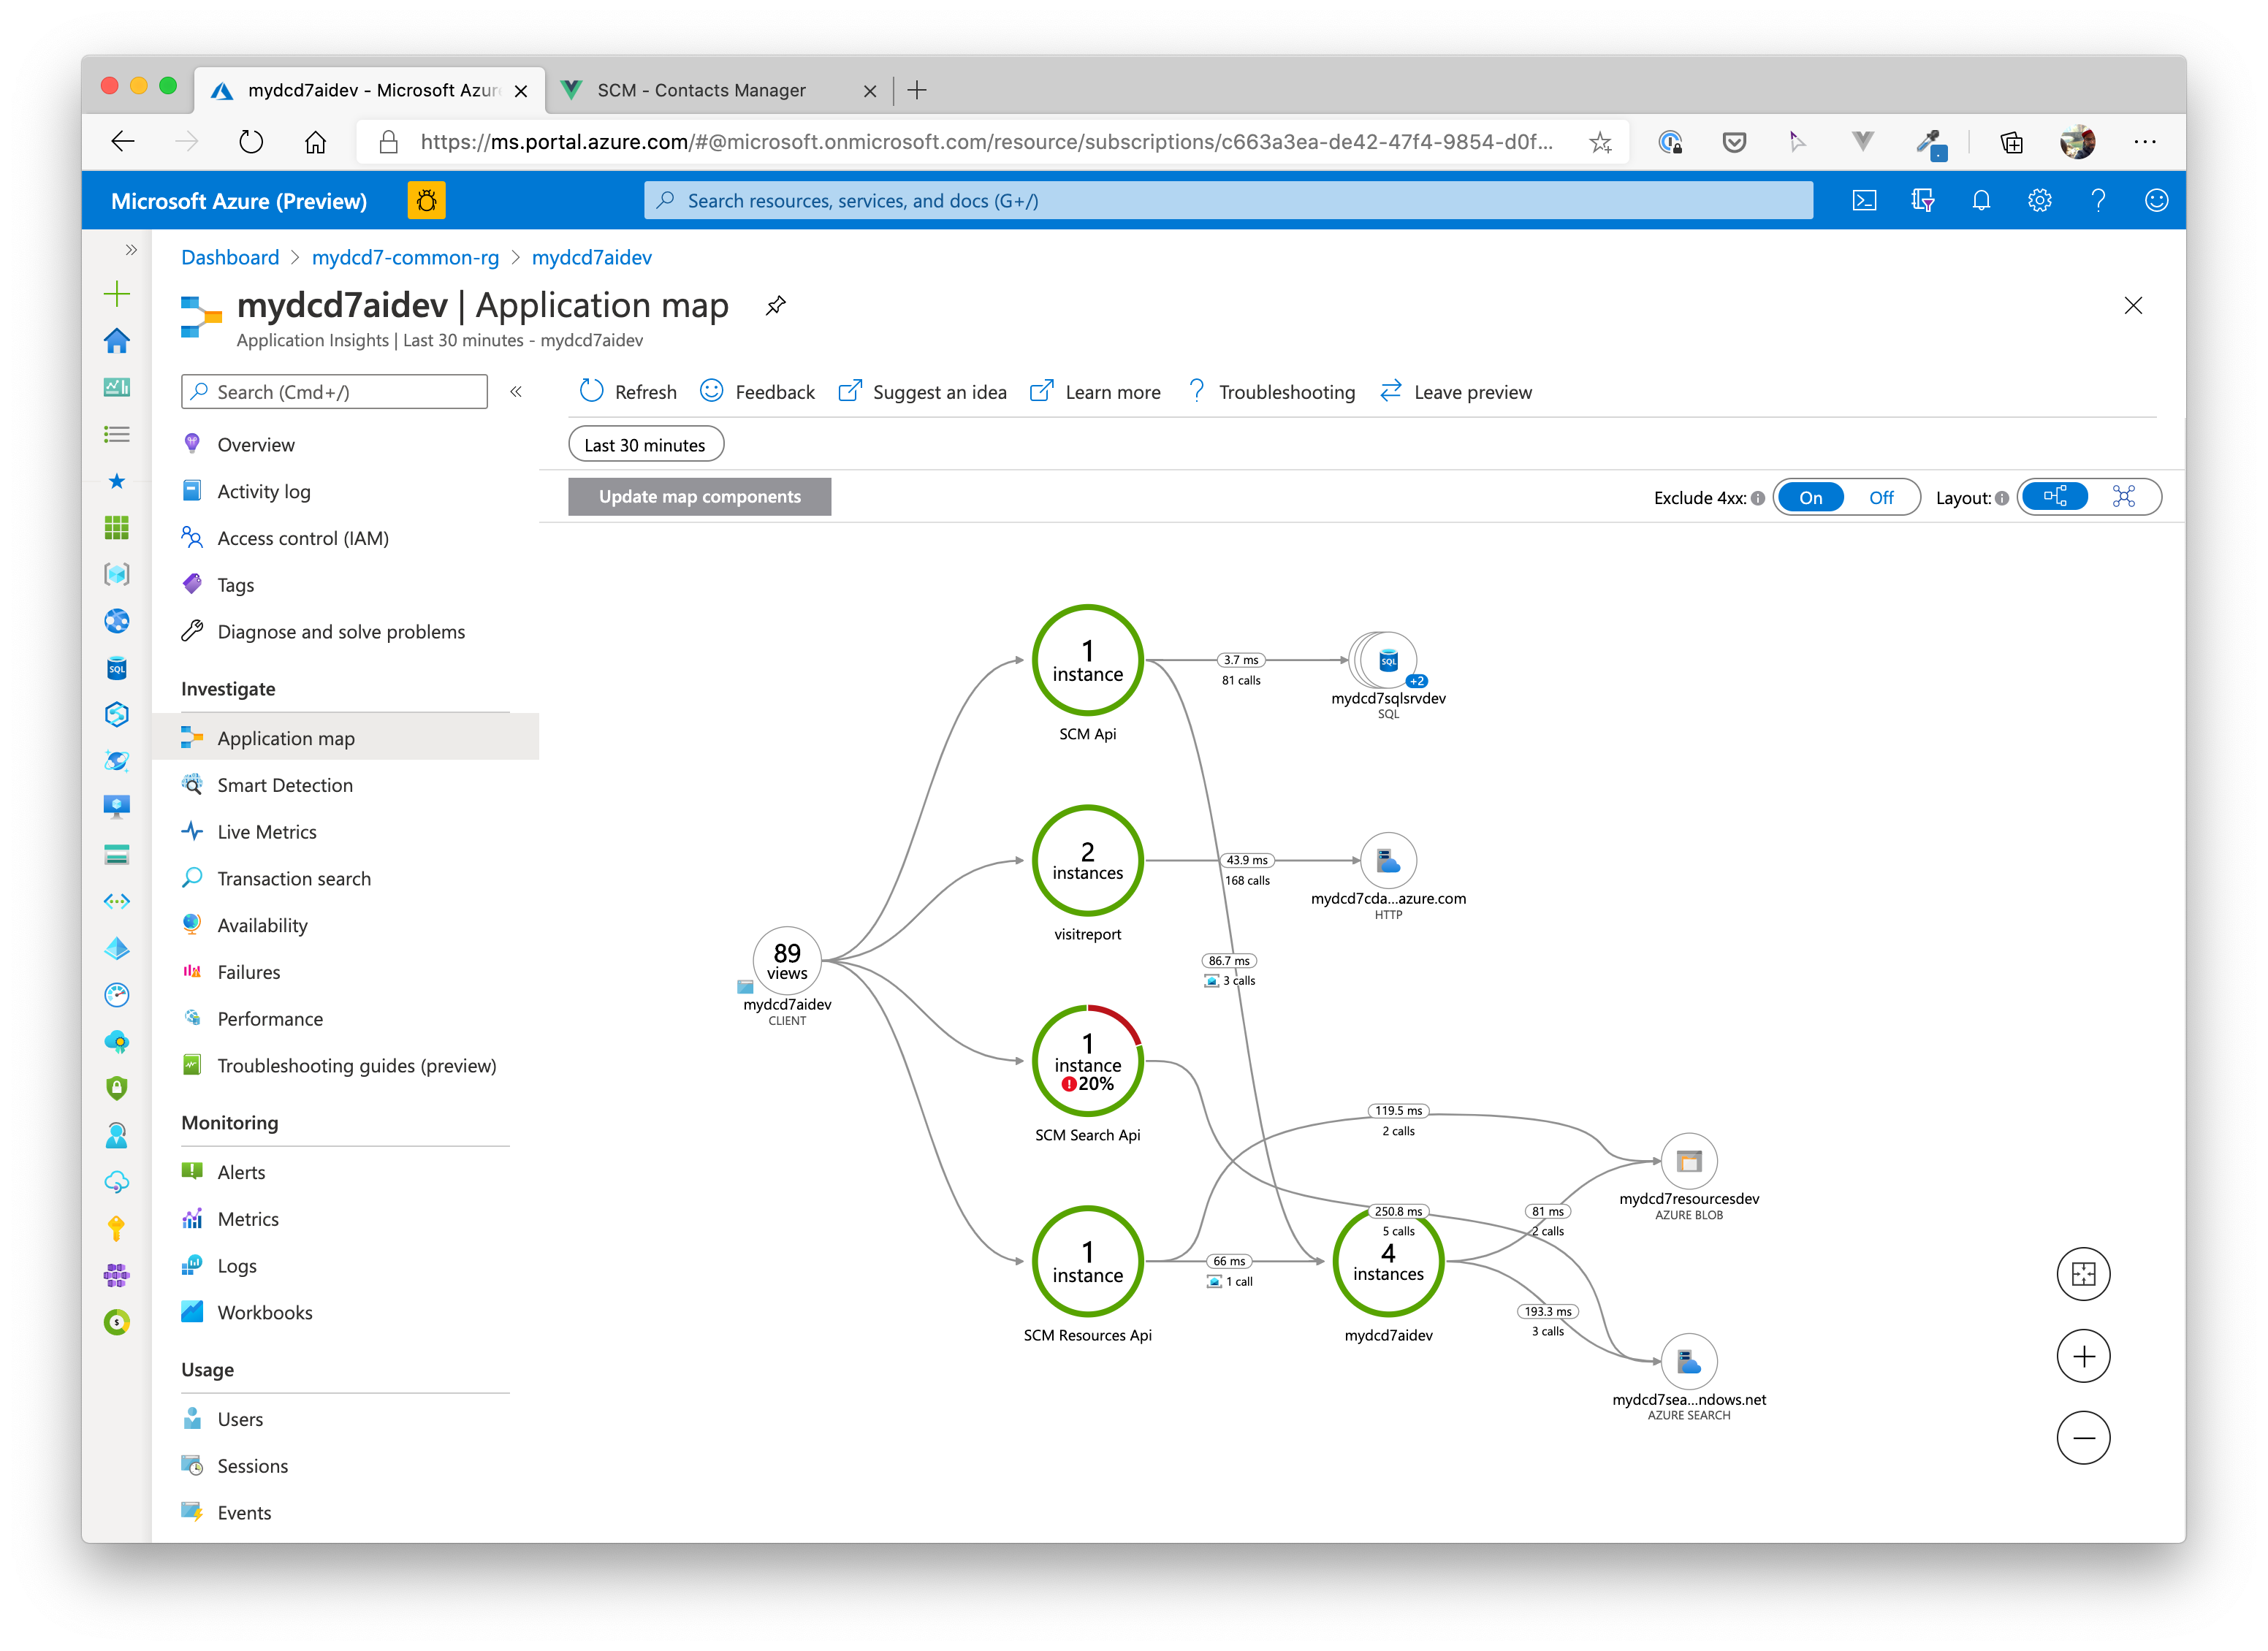 mydcd7aidev - Microsoft Azur
SCM - Contacts Manager
https://ms.portal.azure.com/#@microsoft.onmicrosoft.com/resource/subscriptions/c663a3ea-de42-47f4-9854-d0f...
Microsoft Azure (Preview)
Search resources, services, and docs (G+/)
Dashboard > mydcd7-common-rg > mydcd7aidev
mydcd7aidev | Application map
Application Insights | Last 30 minutes - mydcd7aidev
Search (Cmd+/)
Overview
Activity log
Access control (IAM)
Tags
Diagnose and solve problems
Investigate
Application map
Smart Detection
Live Metrics
Transaction search
Availability
Failures
Performance
Troubleshooting guides (preview)
Monitoring
Alerts
Metrics
Logs
Workbooks
Usage
Users
Sessions
Events
Refresh Feedback Suggest an idea Learn more Troubleshooting Leave preview
Last 30 minutes
Update map components
Exclude 4xx: On Off Layout:
1
instance
SCM Api
3.7 ms
81 calls
SQL
+2
mydcd7sqlsrvdev
SQL
2
instances
visitreport
43.9 ms
168 calls
mydcd7cda...azure.com
HTTP
89
views
mydcd7aidev
CLIENT
86.7 ms
3 calls
1
instance
20%
SCM Search Api
119.5 ms
2 calls
mydcd7resourcesdev
AZURE BLOB
1
instance
SCM Resources Api
66 ms
1 call
250.8 ms
5 calls
4
instances
mydcd7aidev
81 ms
2 calls
193.3 ms
3 calls
mydcd7sea...ndows.net
AZURE SEARCH